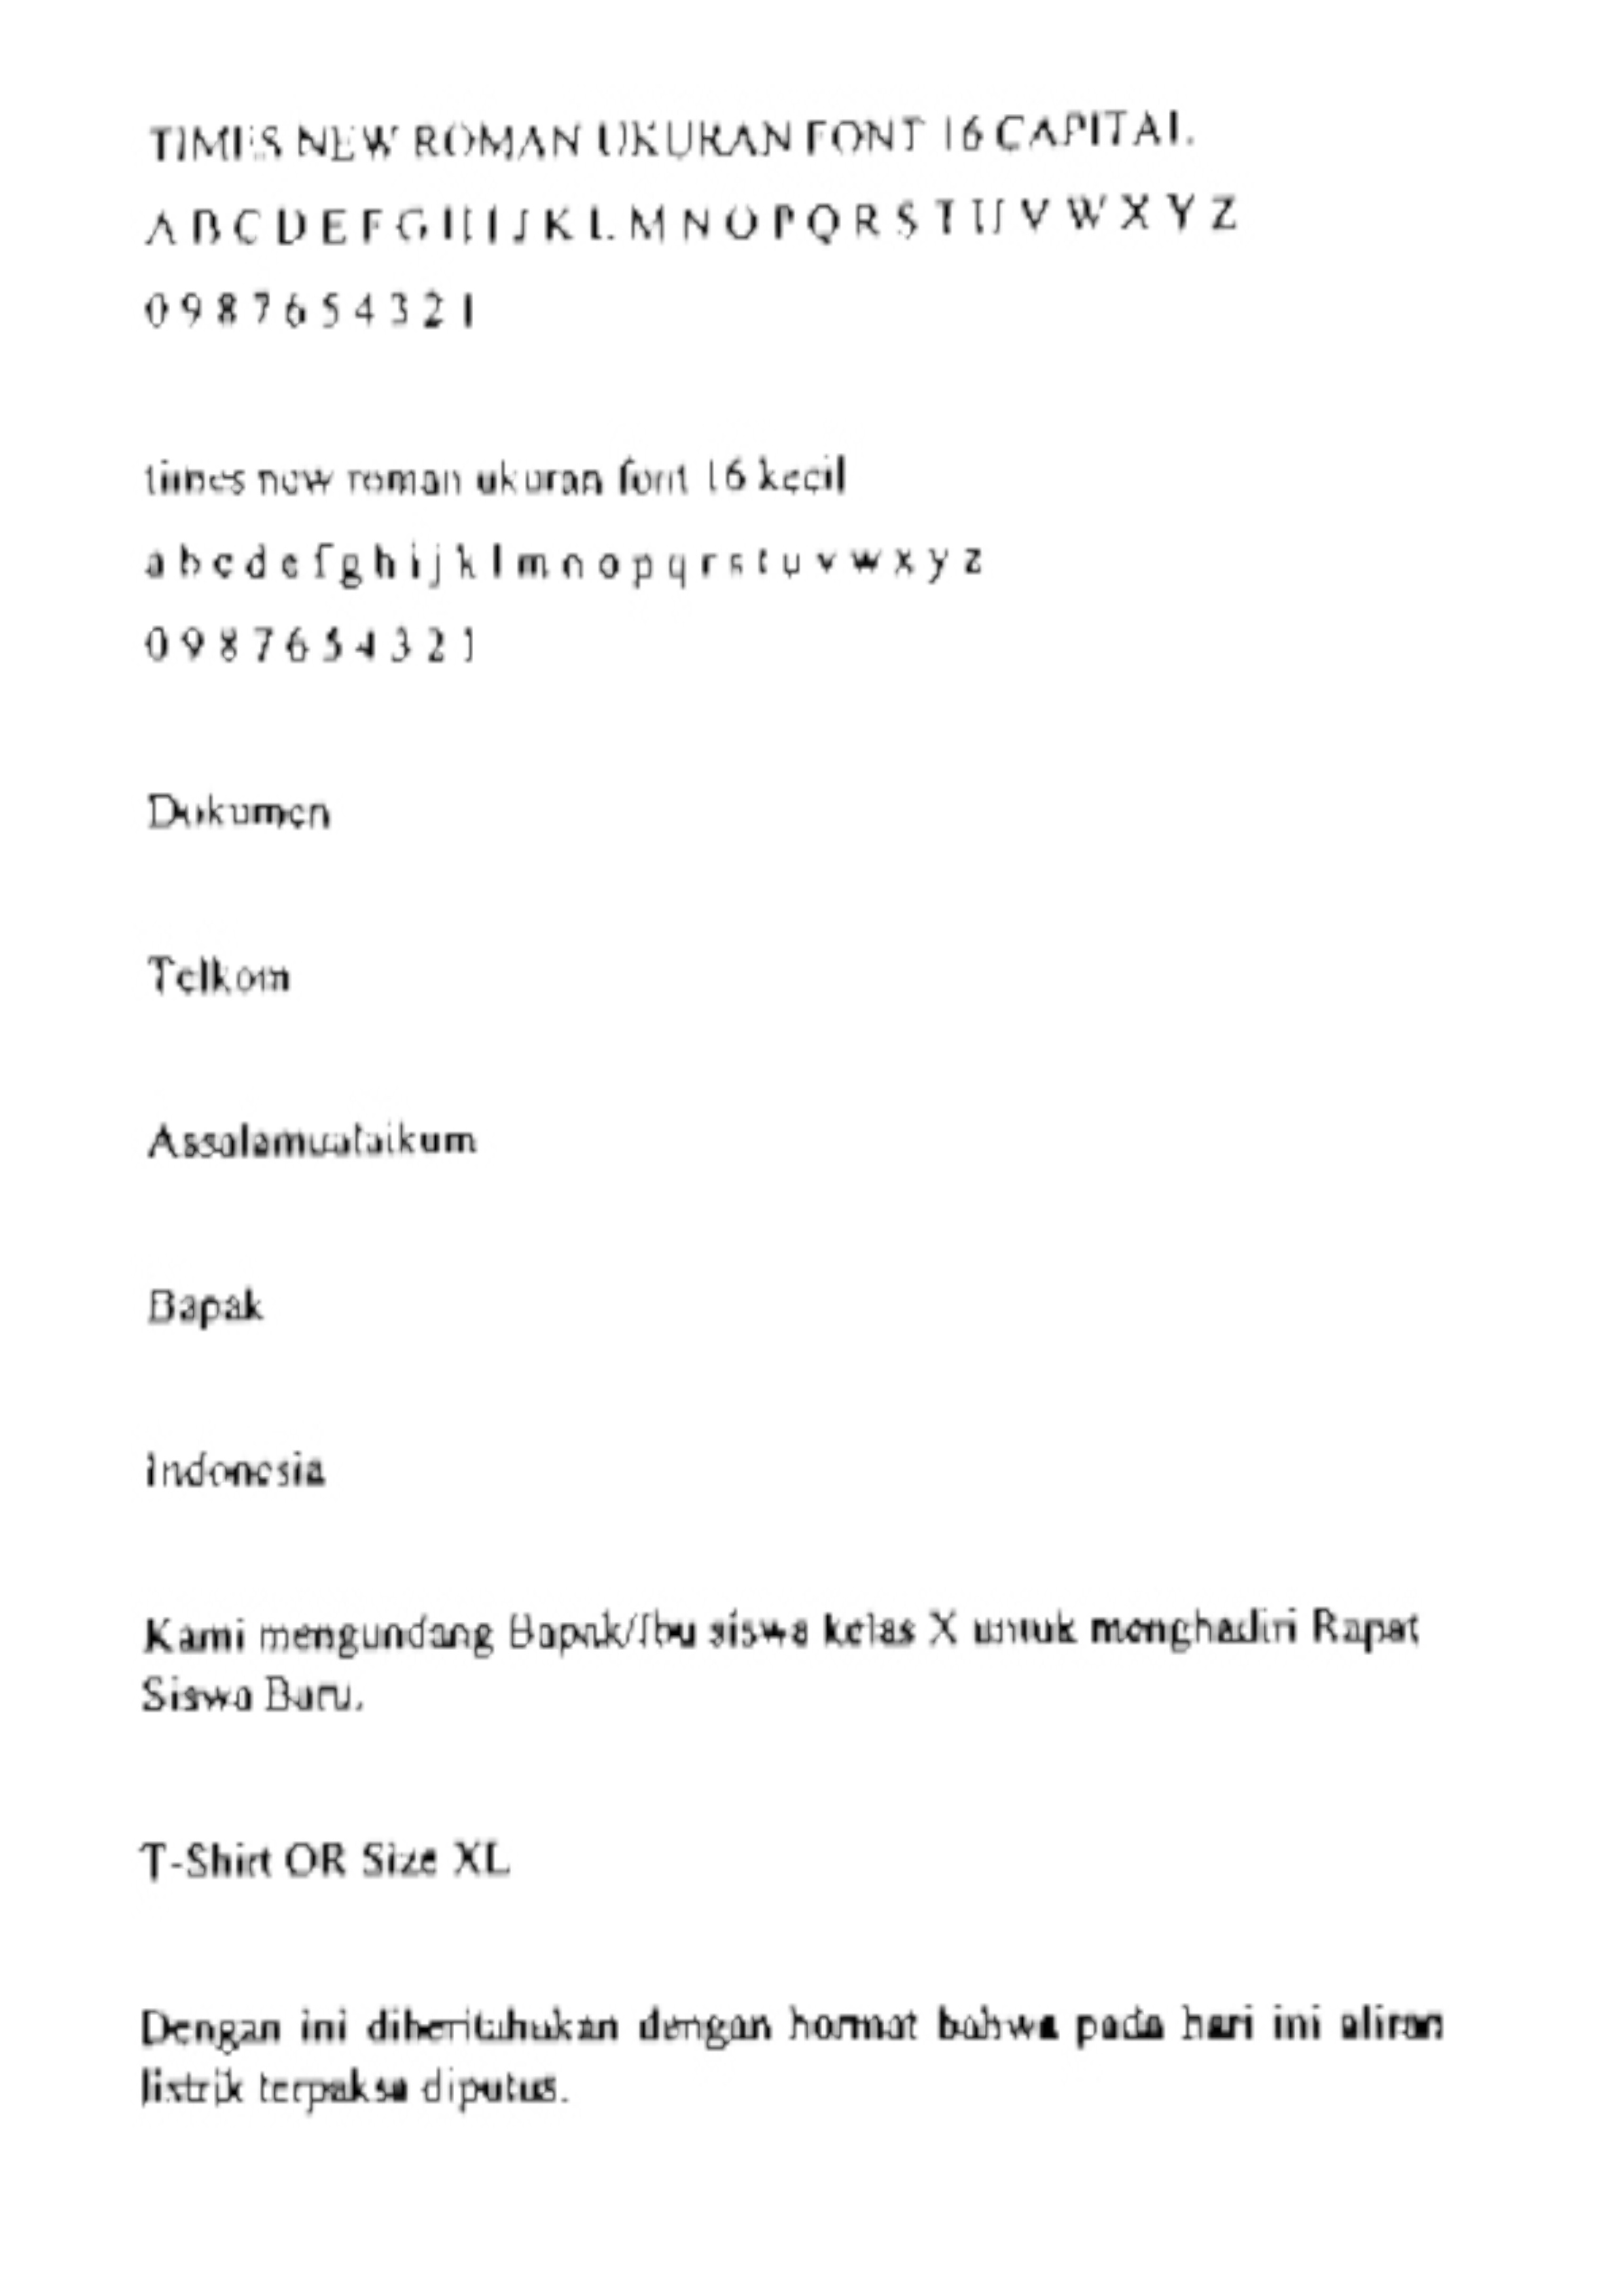 TIMES NEW ROMAN UKURAN FONT 16 CAPITAL
A B C D E F G H I J K L M N O P Q R S T U V W X Y Z
0 9 8 7 6 5 4 3 2 1
times new roman ukuran font 16 kecil
a b c d e f g h i j k l m n o p q r s t u v w x y z
0 9 8 7 6 5 4 3 2 1
Dokumen
Telkom
Assalamualaikum
Bapak
Indonesia
Kami mengundang Bapak/Ibu siswa kelas X untuk menghadiri Rapat
Siswa Baru.
T-Shirt OR Size XL
Dengan ini diberitahukan dengan hormat bahwa pada hari ini aliran
listrik terpaksa diputus.